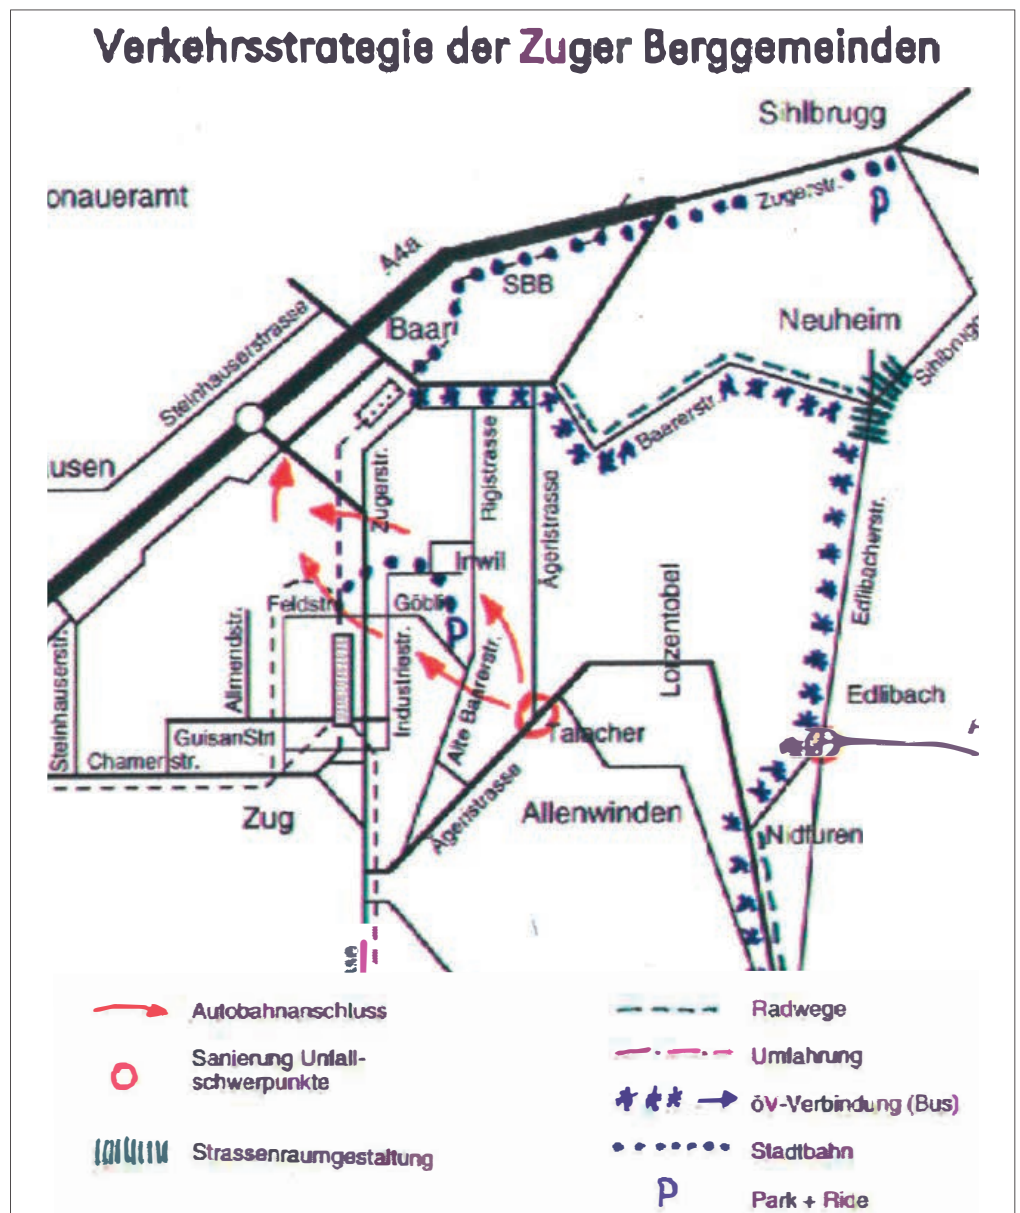 Verkehrsstrategie der Zuger Berggemeinden
Sihlbrugg
onaueramt
Zugerstr.
P
A4a
SBB
Steinhauserstrasse
Baar
Neuheim
Sihlbrugg
usen
Baarerstr.
Zugerstr.
Rigistrasse
Ägeristrasse
Edlibacherstr.
Inwil
Feldstr.
Göbli
P
Lorzentobel
Steinhauserstr.
Allmendstr.
Industriestr.
Alte Baarerstr.
Edlibach
GuisanStr.
Talacher
Chamerstr.
Zug
Ägeristrasse
Allenwinden
Nidfuren
Autobahnanschluss
Sanierung Unfall-
schwerpunkte
Strassenraumgestaltung
Radwege
Umfahrung
öV-Verbindung (Bus)
Stadtbahn
P
Park + Ride